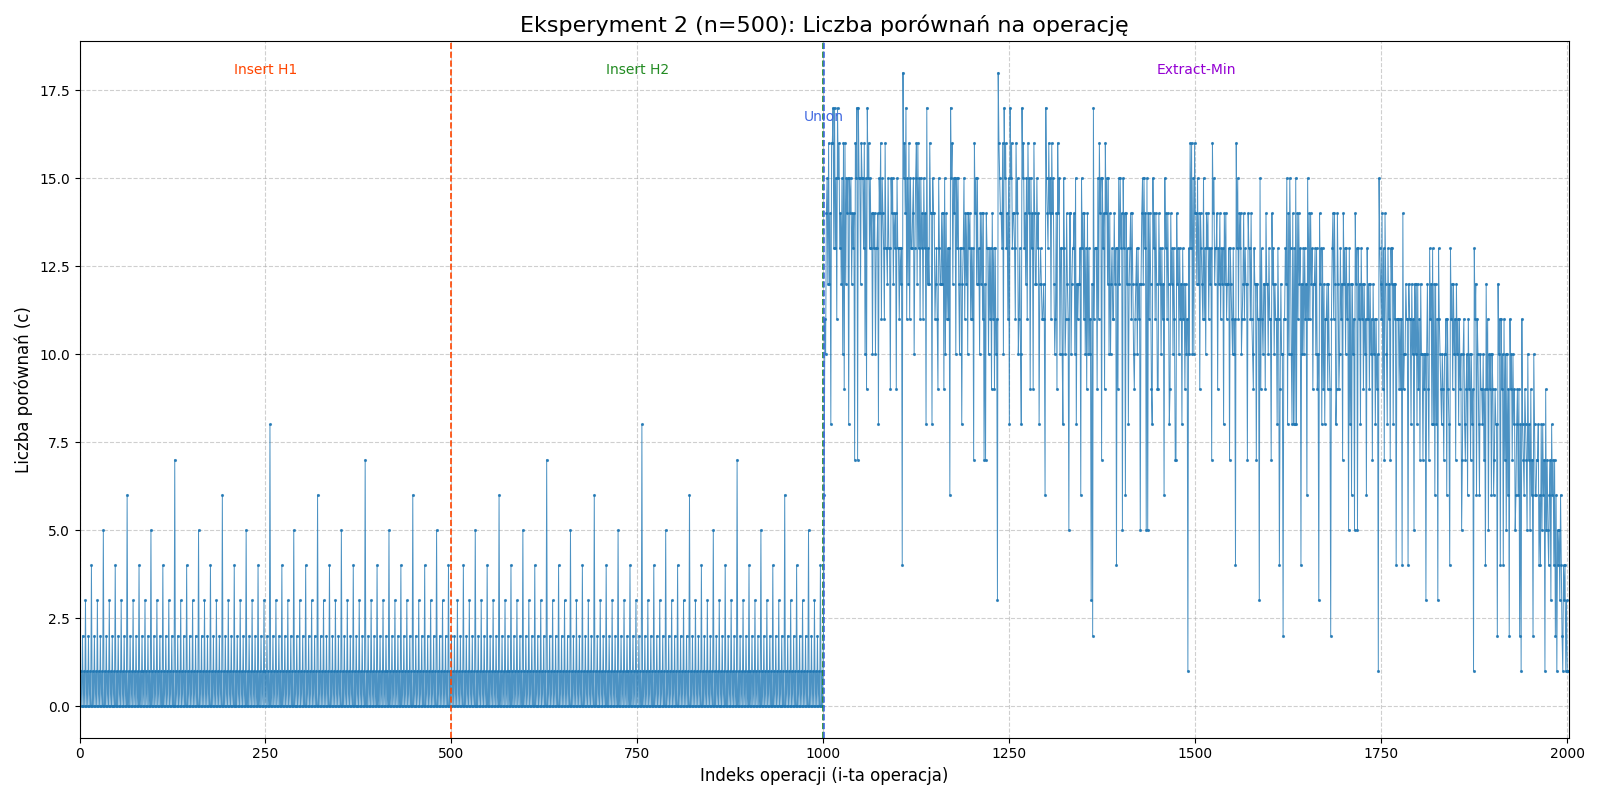 Eksperyment 2 (n=500): Liczba porównań na operację
Insert H1
Insert H2
Extract-Min
Union
Liczba porównań (c)
17.5
15.0
12.5
10.0
7.5
5.0
2.5
0.0
0
250
500
750
1000
1250
1500
1750
2000
Indeks operacji (i-ta operacja)